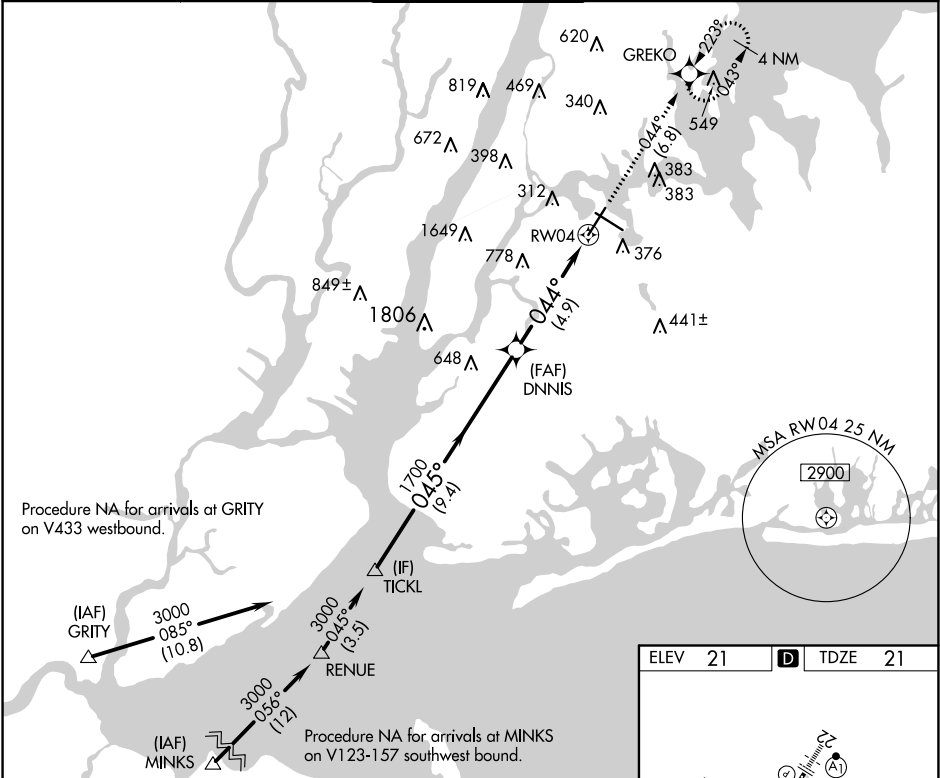 620
GREKO
223°
4 NM
043°
819
469
340
549
044°
(6.8)
672
398
383
383
312
RW04
1649
778
376
849±
1806
044°
(4.9)
441±
648
(FAF)
DNNIS
MSA RW04 25 NM
2900
1700
045°
(9.4)
Procedure NA for arrivals at GRITY
on V433 westbound.
(IF)
TICKL
(IAF)
GRITY
3000
085°
(10.8)
3000
045°
(3.5)
RENUE
3000
056°
(12)
(IAF)
MINKS
Procedure NA for arrivals at MINKS
on V123-157 southwest bound.
ELEV 21 D TDZE 21
22
A1